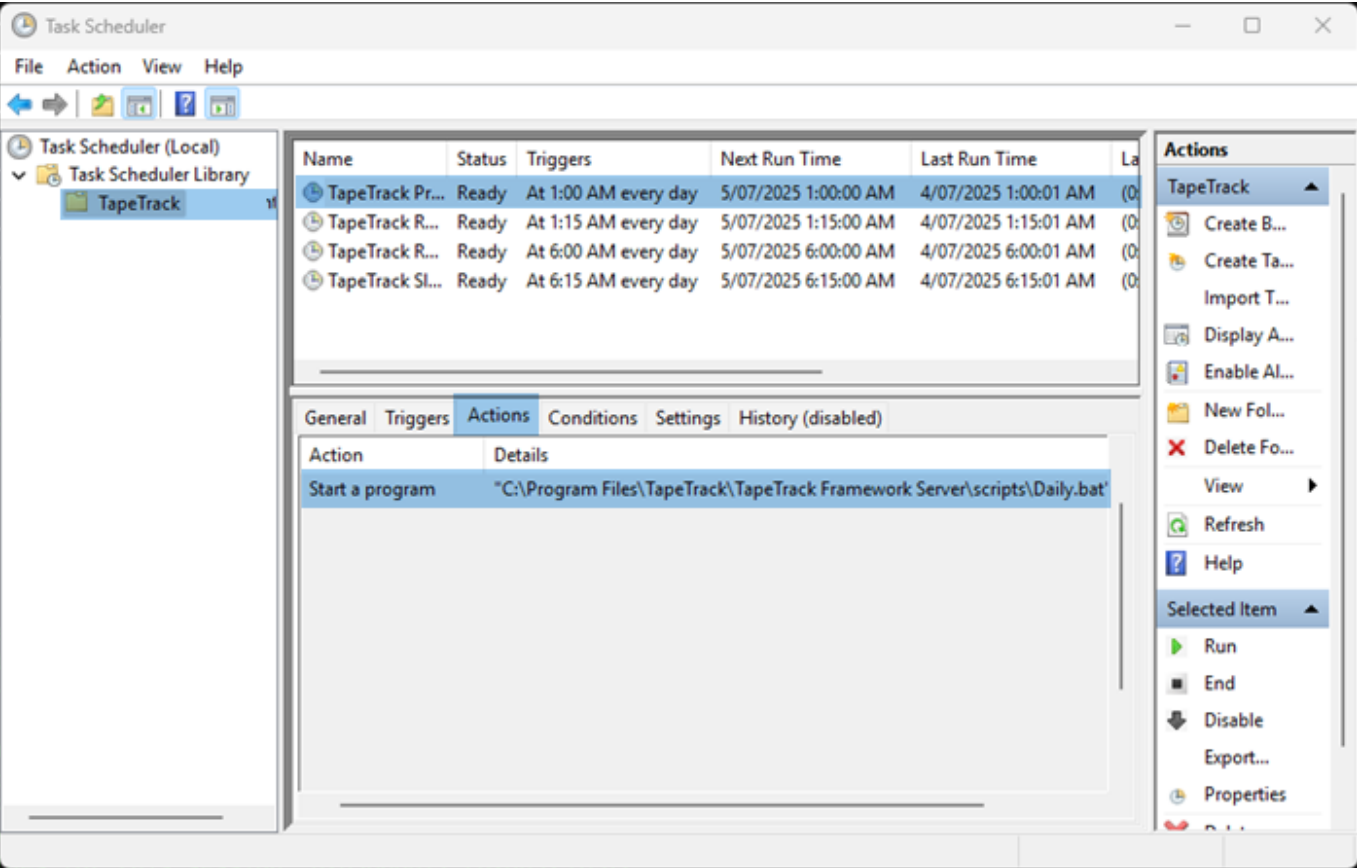 Task Scheduler
File Action View Help
Task Scheduler (Local)
Task Scheduler Library
TapeTrack
Name Status Triggers Next Run Time Last Run Time La
TapeTrack Pr... Ready At 1:00 AM every day 5/07/2025 1:00:00 AM 4/07/2025 1:00:01 AM (0:
TapeTrack R... Ready At 1:15 AM every day 5/07/2025 1:15:00 AM 4/07/2025 1:15:01 AM (0:
TapeTrack R... Ready At 6:00 AM every day 5/07/2025 6:00:00 AM 4/07/2025 6:00:01 AM (0:
TapeTrack Sl... Ready At 6:15 AM every day 5/07/2025 6:15:00 AM 4/07/2025 6:15:01 AM (0:
General Triggers Actions Conditions Settings History (disabled)
Action Details
Start a program "C:\Program Files\TapeTrack\TapeTrack Framework Server\scripts\Daily.bat"
Actions
TapeTrack
Create B...
Create Ta...
Import T...
Display A...
Enable Al...
New Fol...
Delete Fo...
View
Refresh
Help
Selected Item
Run
End
Disable
Export...
Properties